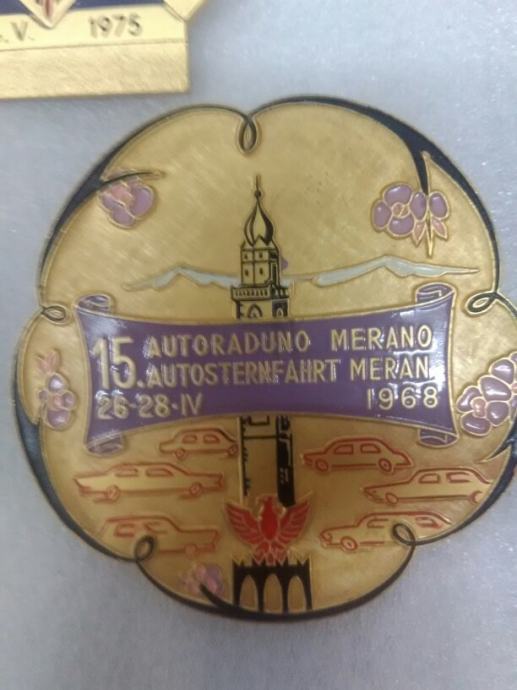 .V. 1975
15. AUTORADUNO MERANO
AUTOSTERNFAHRT MERAN
26-28·IV 1968